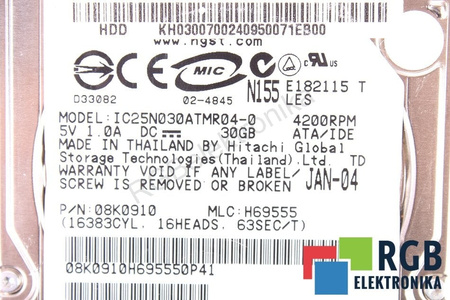 HDD KH0300700240950071EB00
www.hgst.com
CE MIC N155 E182115 T
D33082 02-4845 LES
MODEL:IC25N030ATMR04-0 4200RPM
5V 1.0A DC 30GB ATA/IDE
MADE IN THAILAND BY Hitachi Global
Storage Technologies(Thailand).Ltd. TD
WARRANTY VOID IF ANY LABEL/
SCREW IS REMOVED OR BROKEN JAN-04
P/N:08K0910 MLC:H69555
(16383CYL. 16HEADS. 63SEC/T)
08K0910H695550P41
RGB
ELEKTRONIKA